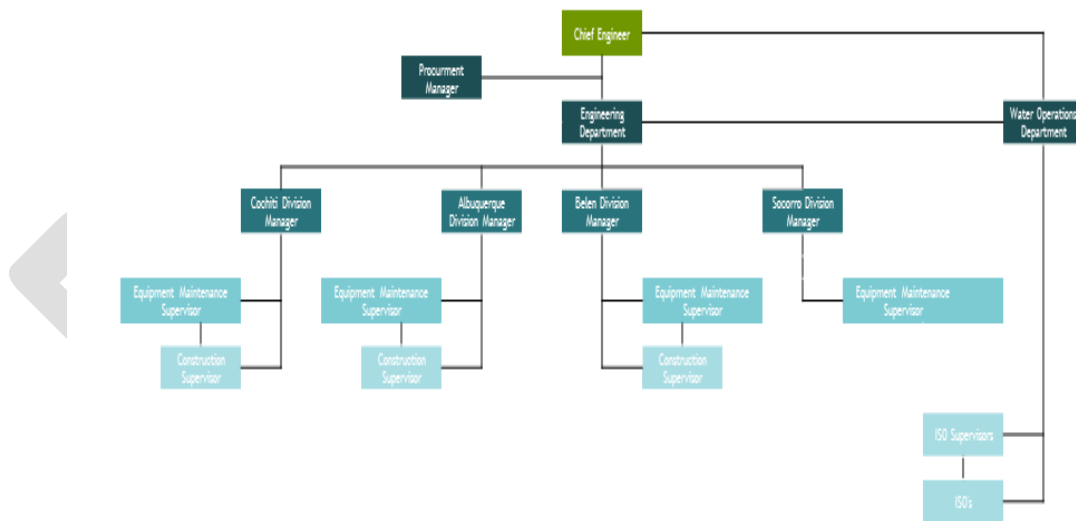 Chief Engineer
Procurment
Manager
Engineering
Department
Water Operations
Department
Cochiti Division
Manager
Albuquerque
Division Manager
Belen Division
Manager
Socorro Division
Manager
Equipment Maintenance
Supervisor
Equipment Maintenance
Supervisor
Equipment Maintenance
Supervisor
Equipment Maintenance
Supervisor
Construction
Supervisor
Construction
Supervisor
Construction
Supervisor
ISO Supervisors
ISO's